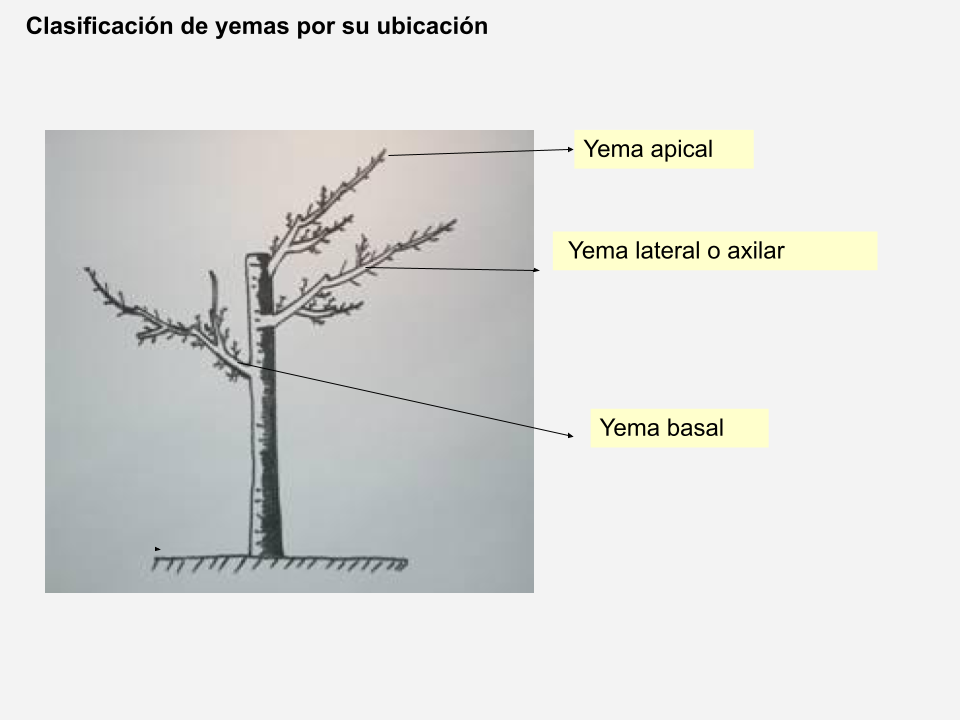 Clasificación de yemas por su ubicación
Yema apical
Yema lateral o axilar
Yema basal